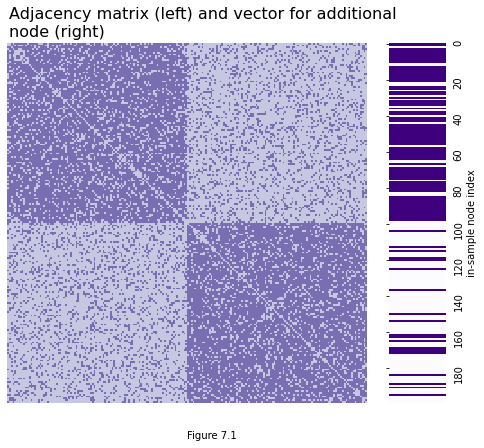 Adjacency matrix (left) and vector for additional
node (right)
0
20
40
60
80
100
120
140
160
180
in-sample node index
Figure 7.1